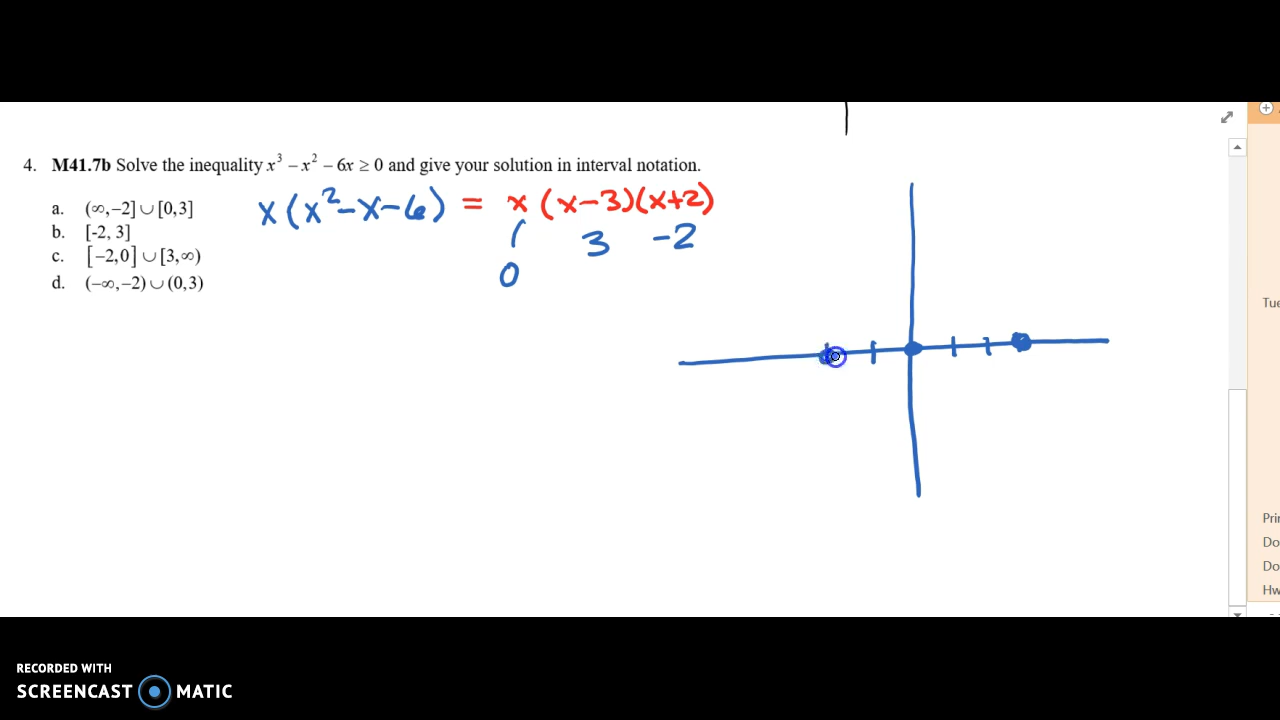 4. M41.7b Solve the inequality x³ − x² − 6x ≥ 0 and give your solution in interval notation.
a. (∞,−2]∪[0,3]
b. [-2, 3]
c. [−2,0]∪[3,∞)
d. (−∞,−2)∪(0,3)
x(x²−x−6) = x(x−3)(x+2)
3 −2
0
Tue
Prin
Do
Do
Hw
RECORDED WITH
SCREENCAST MATIC